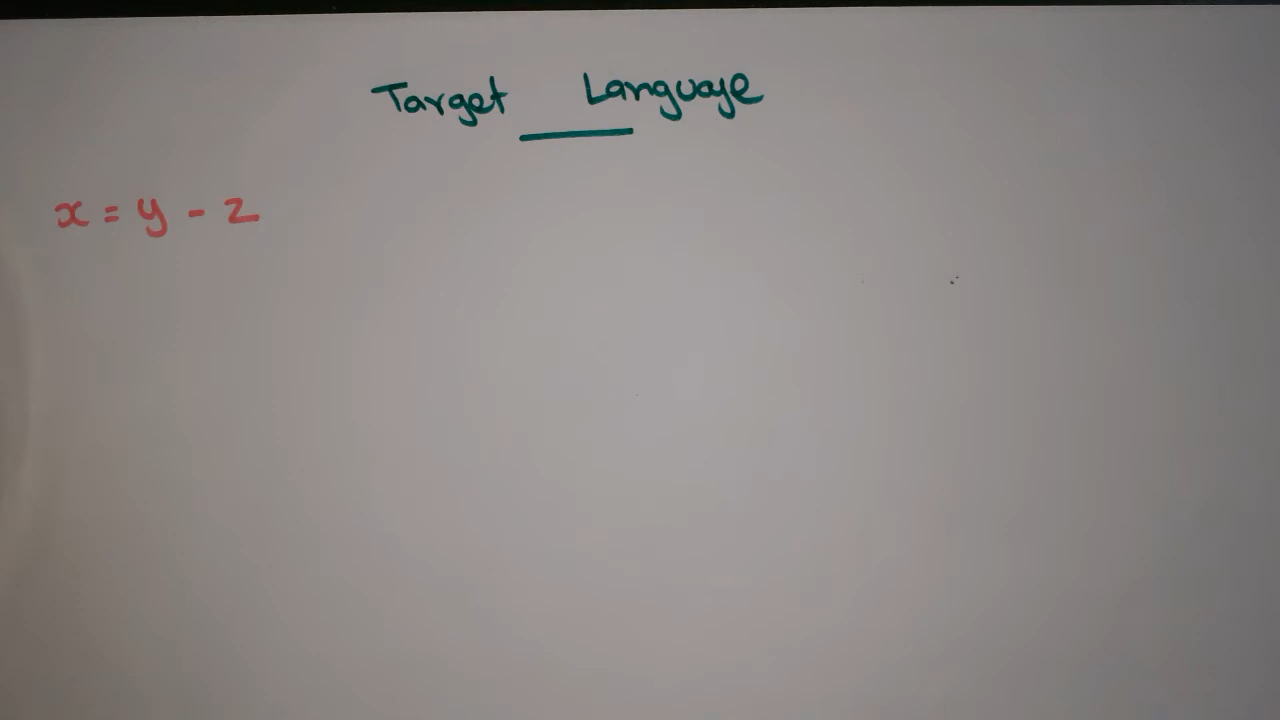 Target Language
x = y - z